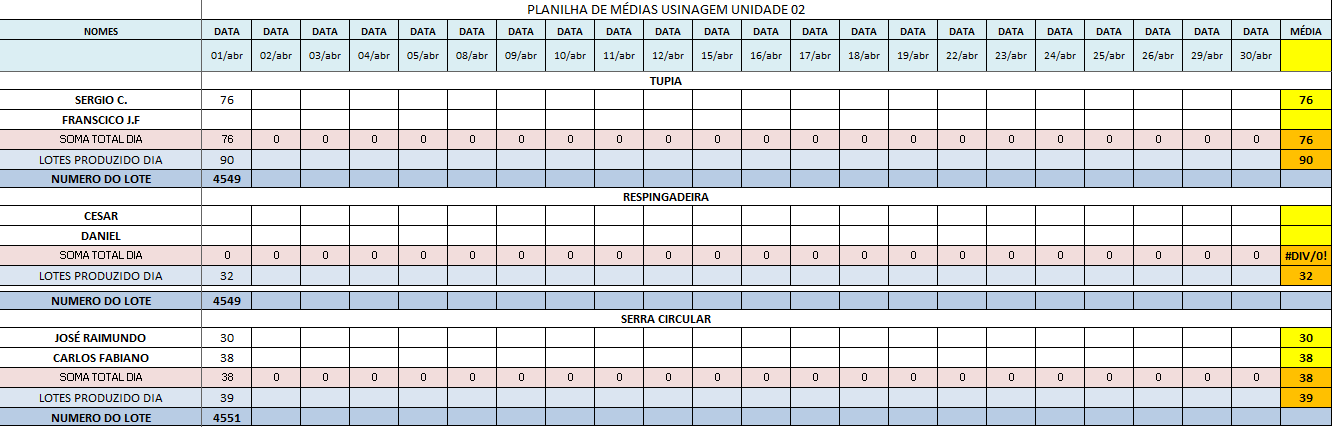 PLANILHA DE MÉDIAS USINAGEM UNIDADE 02
NOMES DATA DATA DATA DATA DATA DATA DATA DATA DATA DATA DATA DATA DATA DATA DATA DATA DATA DATA DATA DATA DATA DATA MÉDIA
01/abr 02/abr 03/abr 04/abr 05/abr 08/abr 09/abr 10/abr 11/abr 12/abr 15/abr 16/abr 17/abr 18/abr 19/abr 22/abr 23/abr 24/abr 25/abr 26/abr 29/abr 30/abr
TUPIA
SERGIO C. 76 76
FRANSCICO J.F
SOMA TOTAL DIA 76 0 0 0 0 0 0 0 0 0 0 0 0 0 0 0 0 0 0 0 0 0 76
LOTES PRODUZIDO DIA 90 90
NUMERO DO LOTE 4549
RESPINGADEIRA
CESAR
DANIEL
SOMA TOTAL DIA 0 0 0 0 0 0 0 0 0 0 0 0 0 0 0 0 0 0 0 0 0 0 #DIV/0!
LOTES PRODUZIDO DIA 32 32
NUMERO DO LOTE 4549
SERRA CIRCULAR
JOSÉ RAIMUNDO 30 30
CARLOS FABIANO 38 38
SOMA TOTAL DIA 38 0 0 0 0 0 0 0 0 0 0 0 0 0 0 0 0 0 0 0 0 0 38
LOTES PRODUZIDO DIA 39 39
NUMERO DO LOTE 4551